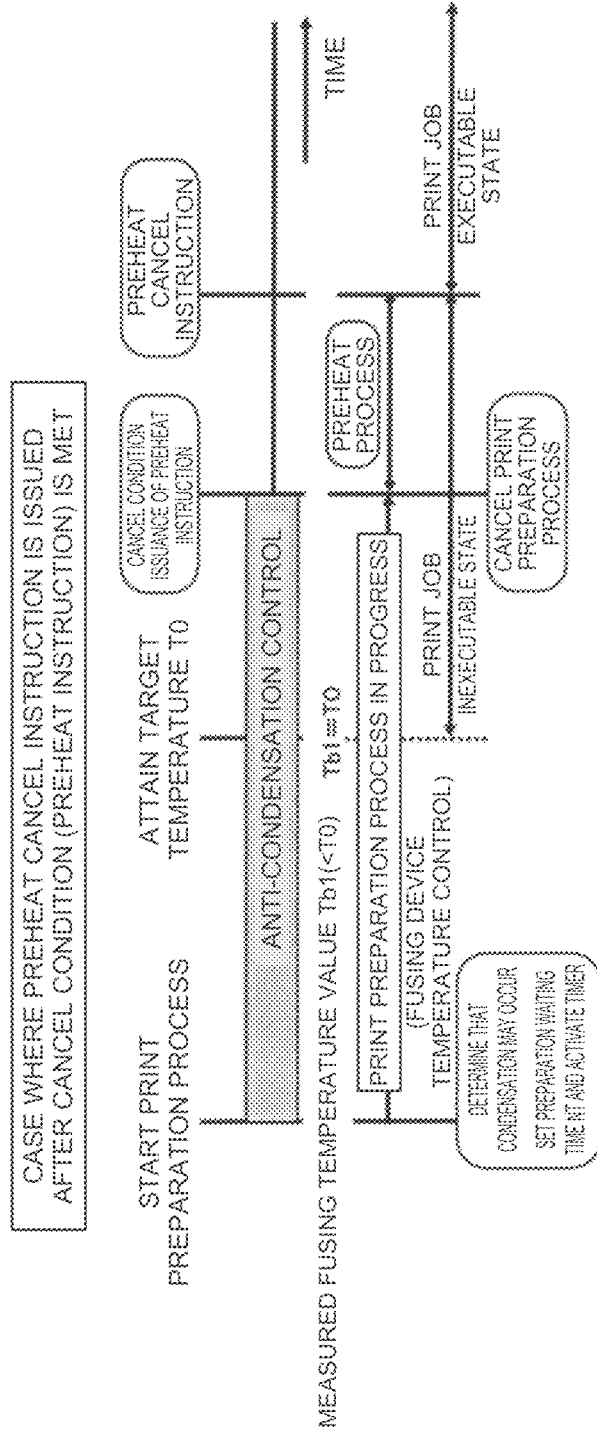 CASE WHERE PREHEAT CANCEL INSTRUCTION IS ISSUED
AFTER CANCEL CONDITION (PREHEAT INSTRUCTION) IS MET
START PRINT
PREPARATION PROCESS
ATTAIN TARGET
TEMPERATURE T0
CANCEL CONDITION
ISSUANCE OF PREHEAT
INSTRUCTION
PREHEAT
CANCEL
INSTRUCTION
ANTI-CONDENSATION CONTROL
TIME
MEASURED FUSING TEMPERATURE VALUE Tb1(<T0)
Tb1=T0
PREHEAT
PROCESS
PRINT PREPARATION PROCESS IN PROGRESS
(FUSING DEVICE
TEMPERATURE CONTROL)
PRINT JOB
INEXECUTABLE STATE
PRINT JOB
EXECUTABLE
STATE
DETERMINE THAT
CONDENSATION MAY OCCUR
SET PREPARATION WAITING
TIME NT AND ACTIVATE TIMER
CANCEL PRINT
PREPARATION
PROCESS